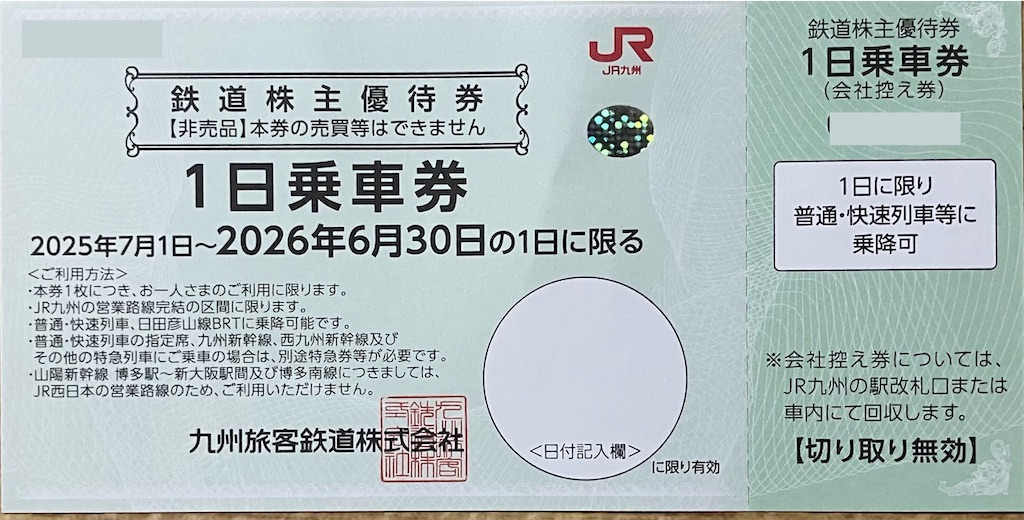 JR
JR九州
鉄道株主優待券
【非売品】本券の売買等はできません
1日乗車券
2025年7月1日～2026年6月30日の1日に限る
＜ご利用方法＞
・本券1枚につき、お一人さまのご利用に限ります。
・JR九州の営業路線完結の区間に限ります。
・普通・快速列車、日田彦山線BRTに乗降可能です。
・普通・快速列車の指定席、九州新幹線、西九州新幹線及び
その他の特急列車にご乗車の場合は、別途特急券等が必要です。
・山陽新幹線 博多駅～新大阪駅間及び博多南線につきましては、
JR西日本の営業路線のため、ご利用いただけません。
九州旅客鉄道株式会社
＜日付記入欄＞
に限り有効
鉄道株主優待券
1日乗車券
(会社控え券)
1日に限り
普通・快速列車等に
乗降可
※会社控え券については、
JR九州の駅改札口または
車内にて回収します。
【切り取り無効】